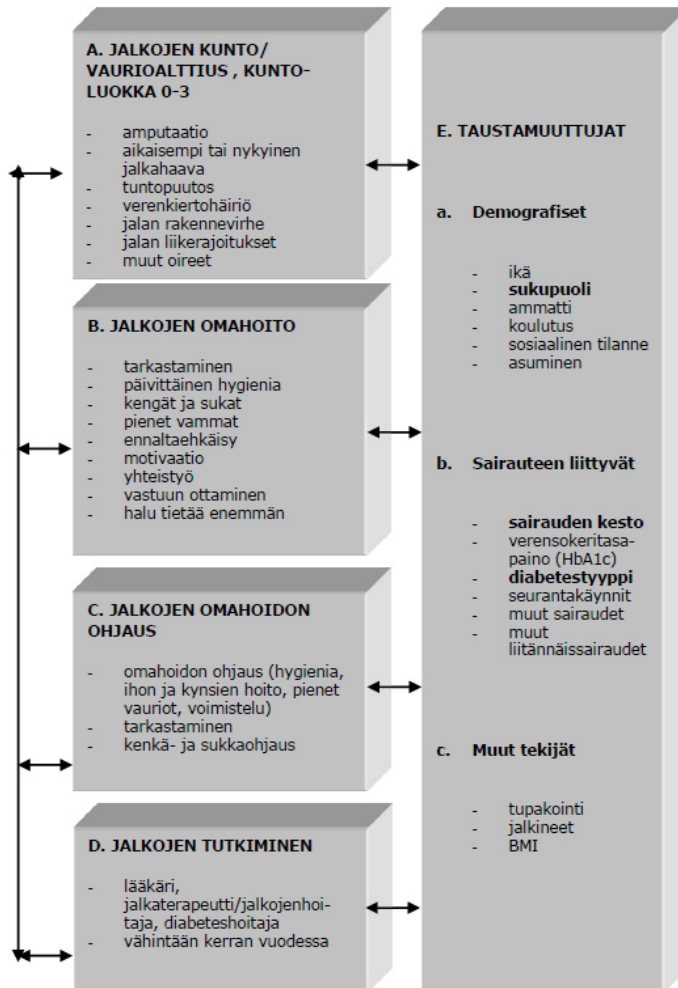 A. JALKOJEN KUNTO/
VAURIOALTTIUS , KUNTO-
LUOKKA 0-3
- amputaatio
- aikaisempi tai nykyinen
jalkahaava
- tuntopuutos
- verenkiertohäiriö
- jalan rakennevirhe
- jalan liikerajoitukset
- muut oireet
B. JALKOJEN OMAHOITO
- tarkastaminen
- päivittäinen hygienia
- kengät ja sukat
- pienet vammat
- ennaltaehkäisy
- motivaatio
- yhteistyö
- vastuun ottaminen
- halu tietää enemmän
C. JALKOJEN OMAHOIDON
OHJAUS
- omahoidon ohjaus (hygienia,
ihon ja kynsien hoito, pienet
vauriot, voimistelu)
- tarkastaminen
- kenkä- ja sukkaohjaus
D. JALKOJEN TUTKIMINEN
- lääkäri,
jalkaterapeutti/jalkojenhoi-
taja, diabeteshoitaja
- vähintään kerran vuodessa
E. TAUSTAMUUTTUJAT
a. Demografiset
- ikä
- sukupuoli
- ammatti
- koulutus
- sosiaalinen tilanne
- asuminen
b. Sairauteen liittyvät
- sairauden kesto
- verensokeritasa-
paino (HbA1c)
- diabetestyyppi
- seurantakäynnit
- muut sairaudet
- muut
liitännäissairaudet
c. Muut tekijät
- tupakointi
- jalkineet
- BMI